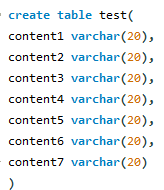 create table test(
content1 varchar(20),
content2 varchar(20),
content3 varchar(20),
content4 varchar(20),
content5 varchar(20),
content6 varchar(20),
content7 varchar(20)
)